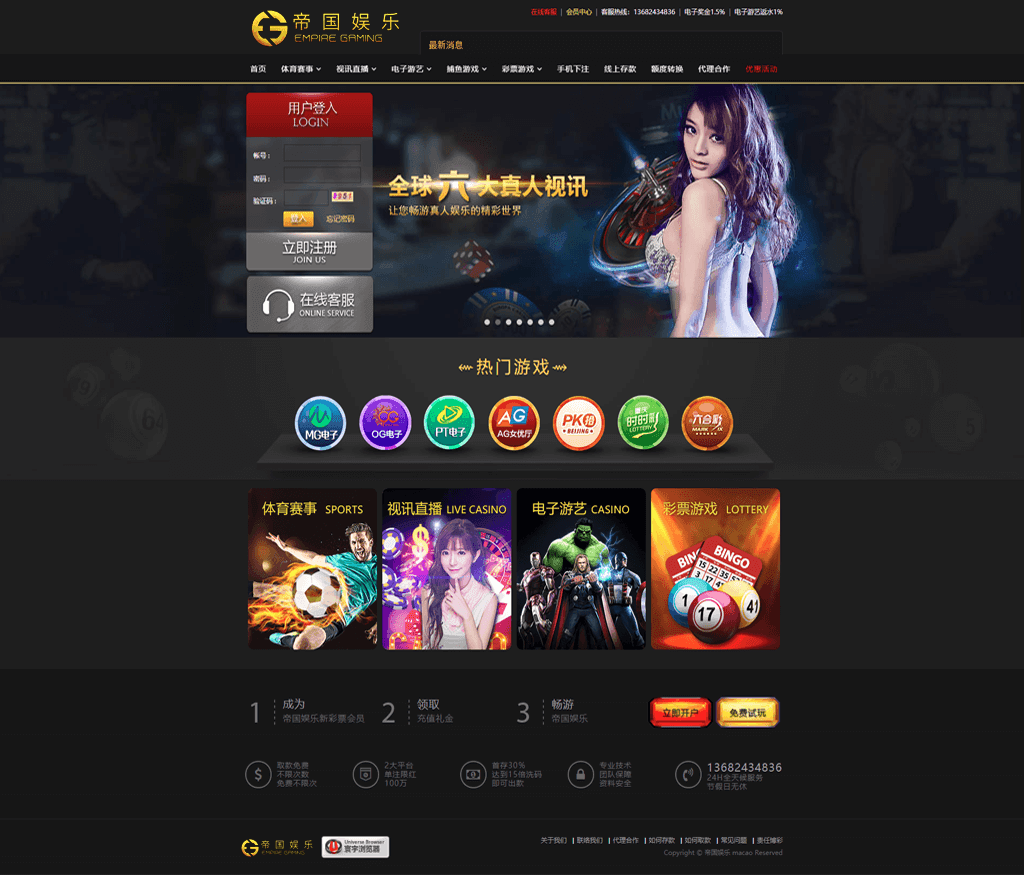 帝国娱乐
EMPIRE GAMING
在线客服 | 会员中心 | 客服热线：13682434836 | 电子奖金1.5% | 电子游艺返水1%
最新消息
首页 体育赛事 视讯直播 电子游艺 捕鱼游戏 彩票游戏 手机下注 线上存款 额度转换 代理合作 优惠活动
用户登入
LOGIN
帐号：
密码：
验证码：
登入 忘记密码
立即注册
JOIN US
在线客服
ONLINE SERVICE
全球六大真人视讯
让您畅游真人娱乐的精彩世界
热门游戏
MG电子
OG电子
PT电子
AG
AG女优厅
PK拾
BEIJING
重庆
时时彩
LOTTERY
六合彩
MARK SIX
体育赛事 SPORTS
视讯直播 LIVE CASINO
电子游艺 CASINO
彩票游戏 LOTTERY
BINGO
1
17
41
1 成为
帝国娱乐新彩票会员
2 领取
充值礼金
3 畅游
帝国娱乐
立即开户
免费试玩
取款免费
不限次数
免费不限次
2大平台
单注限红
100万
首存30%
达到15倍洗码
即可出款
专业技术
团队保障
资料安全
13682434836
24H全天候服务
节假日无休
帝国娱乐
EMPIRE GAMING
Universe Browser
寰宇浏览器
关于我们 | 联络我们 | 代理合作 | 如何存款 | 如何取款 | 常见问题 | 责任博彩
Copyright © 帝国娱乐 macao Reserved